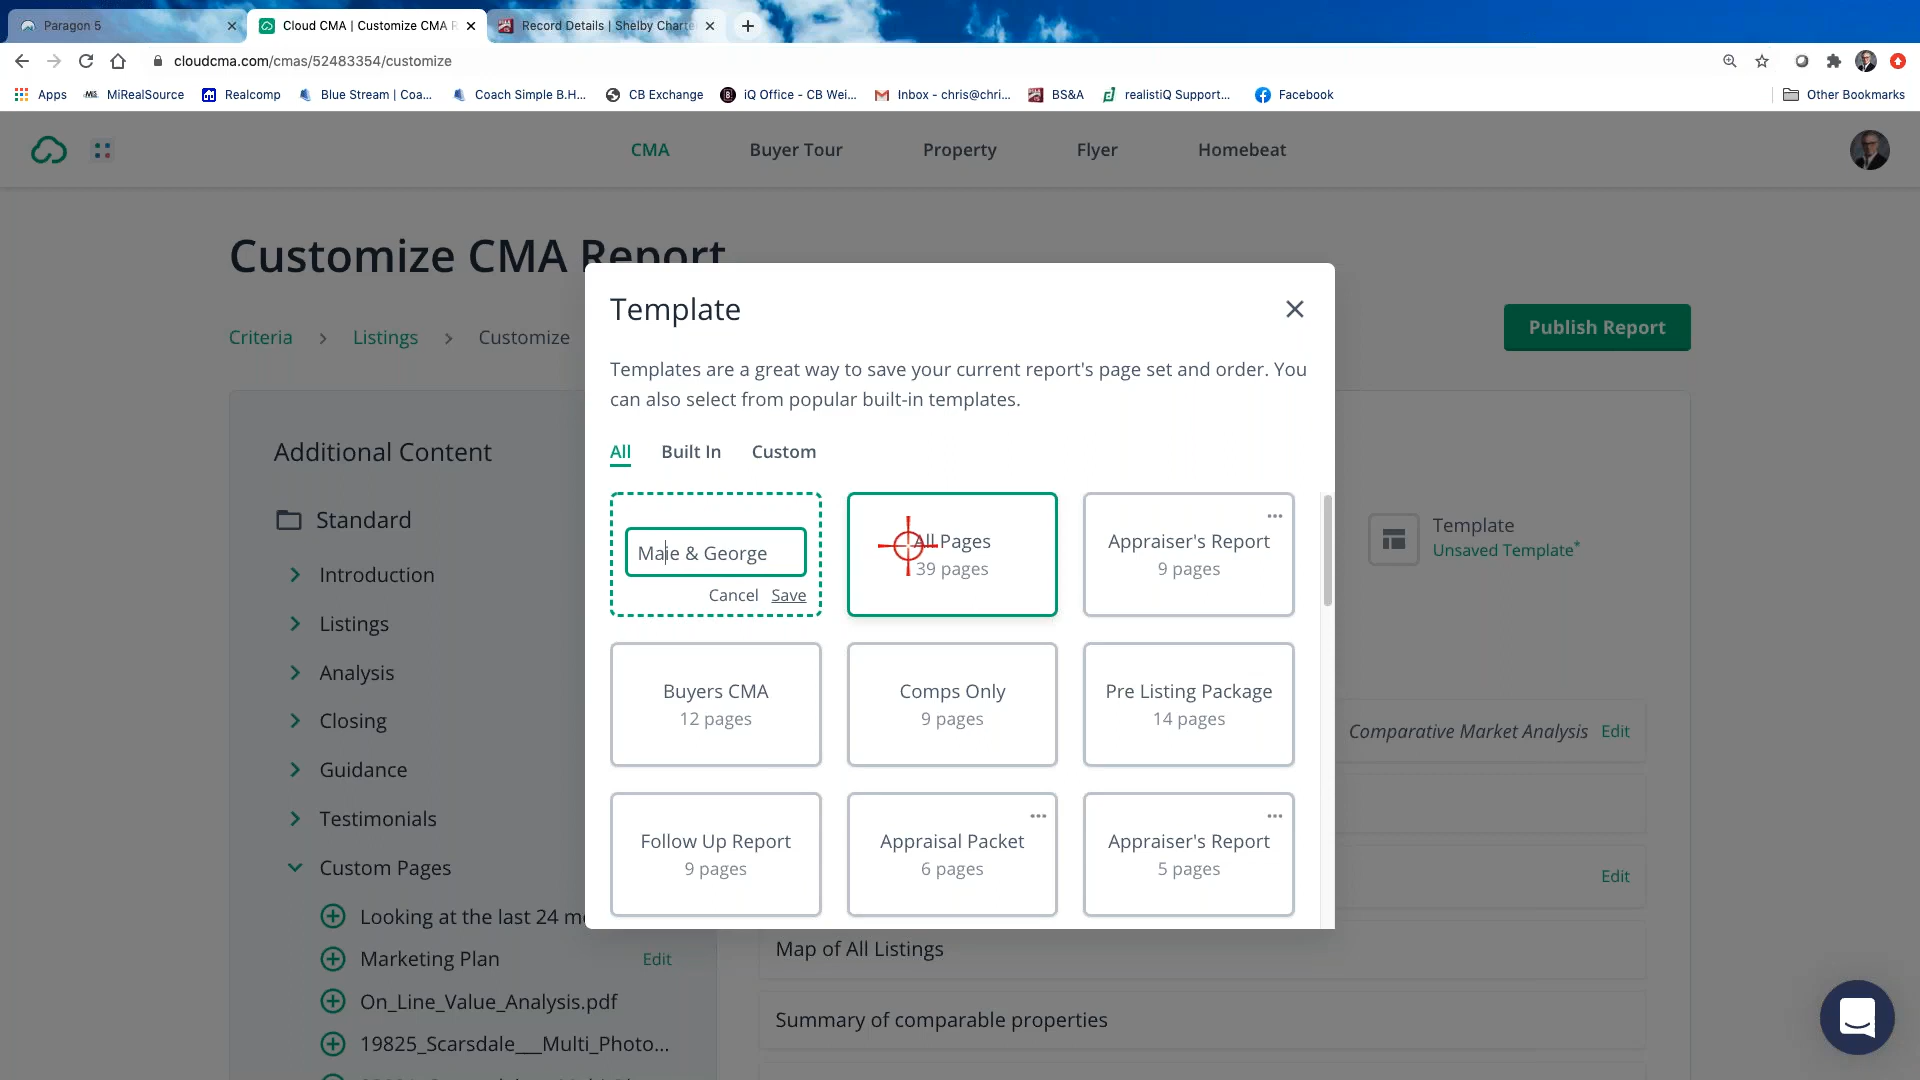 Paragon 5
Cloud CMA | Customize CMA R
Record Details | Shelby Charte
cloudcma.com/cmas/52483354/customize
Apps
MiRealSource
Realcomp
Blue Stream | Coa...
Coach Simple B.H...
CB Exchange
iQ Office - CB Wei...
Inbox - chris@chri...
BS&A
realistiQ Support...
Facebook
Other Bookmarks
CMA
Buyer Tour
Property
Flyer
Homebeat
Customize CMA Report
Criteria
Listings
Customize
Publish Report
Additional Content
Standard
Introduction
Listings
Analysis
Closing
Guidance
Testimonials
Custom Pages
Looking at the last 24 m
Marketing Plan
Edit
On_Line_Value_Analysis.pdf
19825_Scarsdale___Multi_Photo...
Template
Templates are a great way to save your current report's page set and order. You
can also select from popular built-in templates.
All
Built In
Custom
Maie & George
Cancel
Save
All Pages
39 pages
Appraiser's Report
9 pages
Buyers CMA
12 pages
Comps Only
9 pages
Pre Listing Package
14 pages
Follow Up Report
9 pages
Appraisal Packet
6 pages
Appraiser's Report
5 pages
Template
Unsaved Template*
Comparative Market Analysis
Edit
Edit
Map of All Listings
Summary of comparable properties